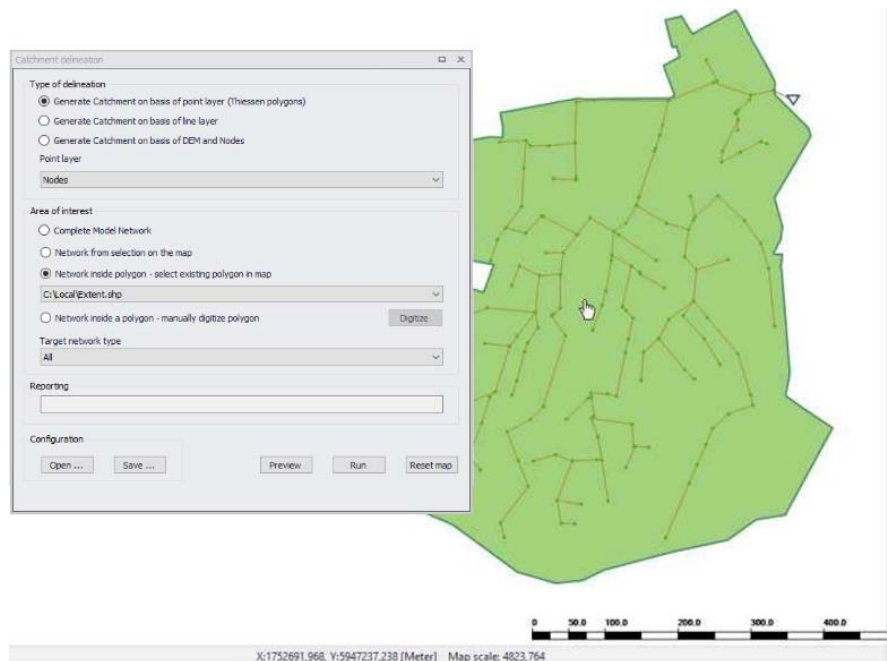 Catchment delineation
Type of delineation
Generate Catchment on basis of point layer (Thiessen polygons)
Generate Catchment on basis of line layer
Generate Catchment on basis of DEM and Nodes
Point layer
Nodes
Area of interest
Complete Model Network
Network from selection on the map
Network inside polygon - select existing polygon in map
C:\Local\Extent.shp
Network inside a polygon - manually digitize polygon
Digitize
Target network type
All
Reporting
Configuration
Open ...
Save ...
Preview
Run
Reset map
0 50.0 100.0 200.0 300.0 400.0
X:1752691.968, Y:5947237.238 [Meter] Map scale: 4823.764